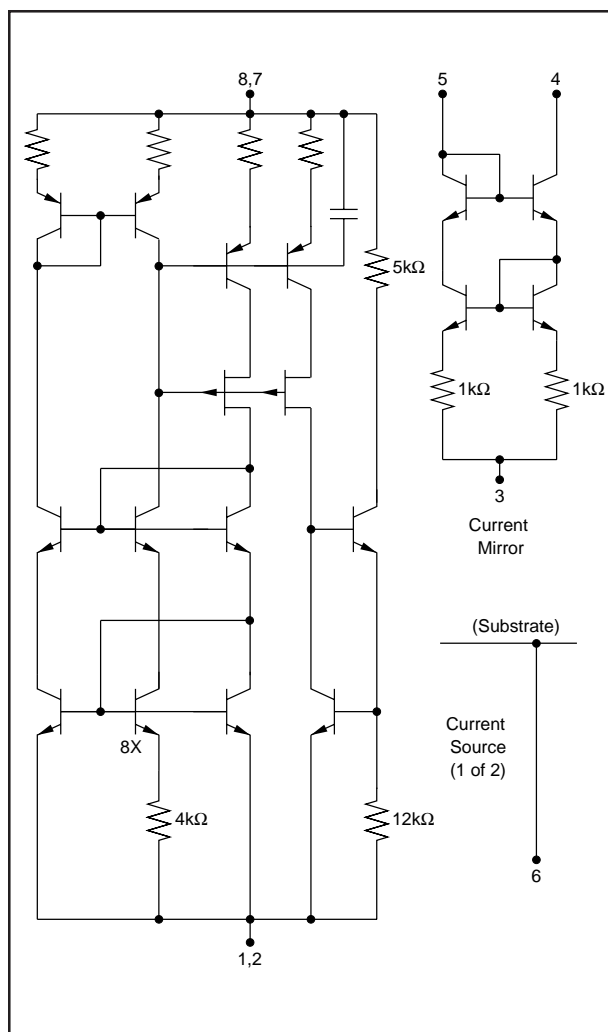 8,7
5
4
5kΩ
1kΩ
1kΩ
3
Current
Mirror
(Substrate)
8X
Current
Source
(1 of 2)
4kΩ
12kΩ
6
1,2